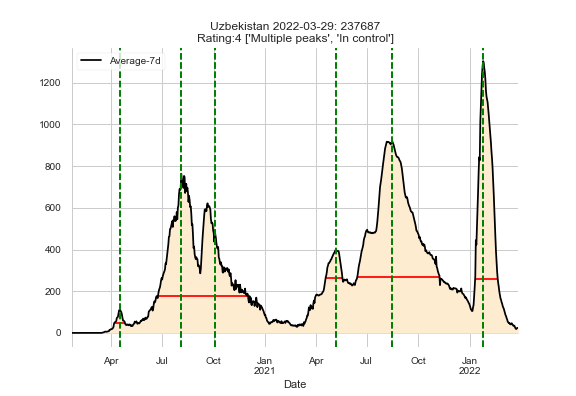 Uzbekistan 2022-03-29: 237687
Rating:4 ['Multiple peaks', 'In control']
Average-7d
1200
1000
800
600
400
200
0
Apr Jul Oct Jan Apr Jul Oct Jan
2021 2022
Date